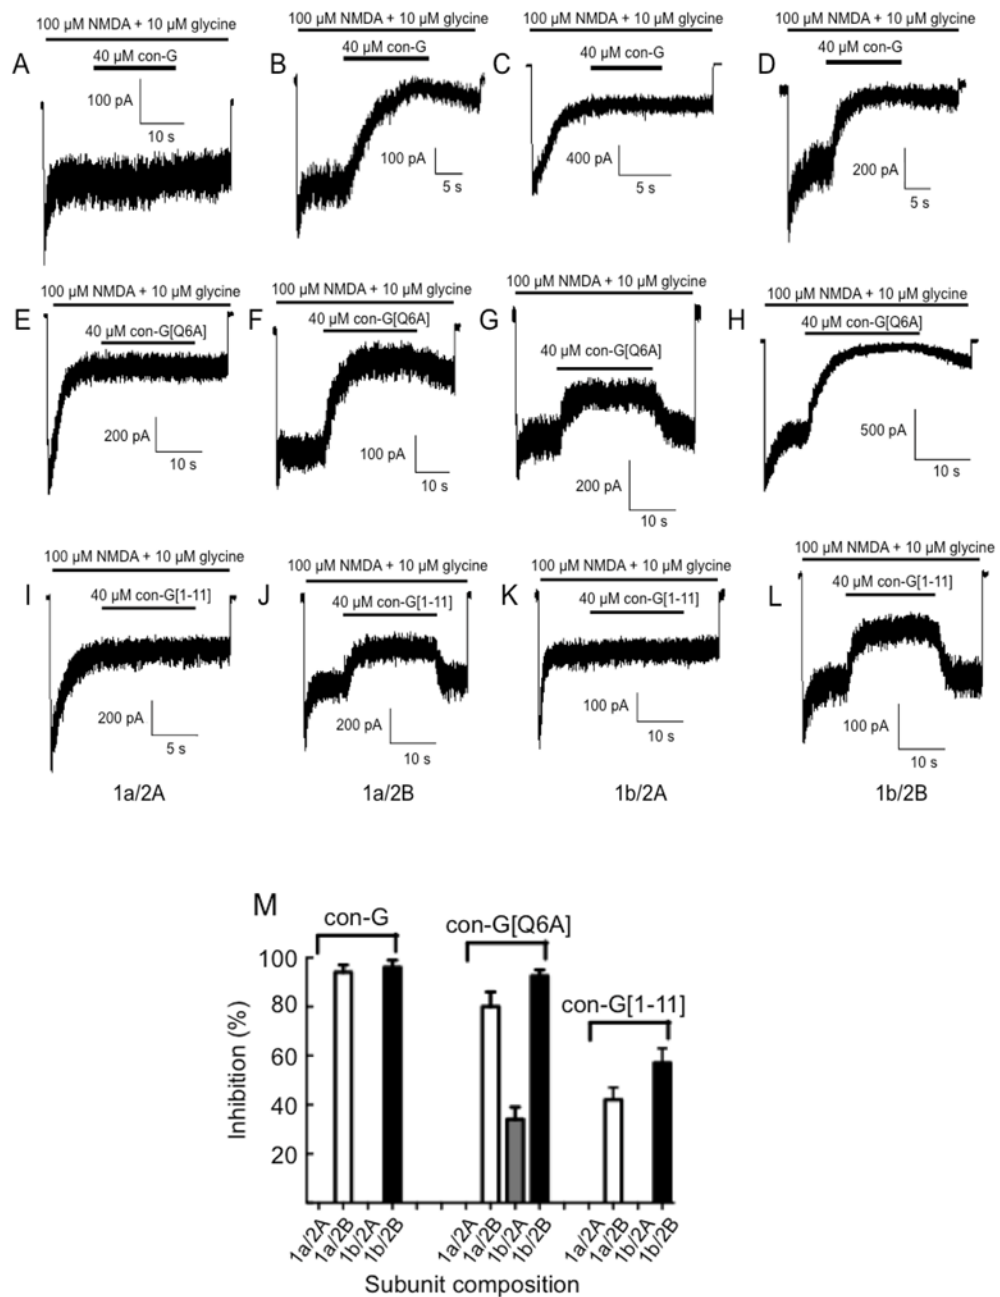 100 µM NMDA + 10 µM glycine
A
40 µM con-G
100 pA
10 s
100 µM NMDA + 10 µM glycine
B
40 µM con-G
100 pA
5 s
100 µM NMDA + 10 µM glycine
C
40 µM con-G
400 pA
5 s
100 µM NMDA + 10 µM glycine
D
40 µM con-G
200 pA
5 s
100 µM NMDA + 10 µM glycine
E
40 µM con-G[Q6A]
200 pA
10 s
100 µM NMDA + 10 µM glycine
F
40 µM con-G[Q6A]
100 pA
10 s
100 µM NMDA + 10 µM glycine
G
40 µM con-G[Q6A]
200 pA
10 s
100 µM NMDA + 10 µM glycine
H
40 µM con-G[Q6A]
500 pA
10 s
100 µM NMDA + 10 µM glycine
I
40 µM con-G[1-11]
200 pA
5 s
1a/2A
100 µM NMDA + 10 µM glycine
J
40 µM con-G[1-11]
200 pA
10 s
1a/2B
100 µM NMDA + 10 µM glycine
K
40 µM con-G[1-11]
100 pA
10 s
1b/2A
100 µM NMDA + 10 µM glycine
L
40 µM con-G[1-11]
100 pA
10 s
1b/2B
M
con-G
con-G[Q6A]
con-G[1-11]
Inhibition (%)
100
80
60
40
20
1a/2A
1a/2B
1b/2A
1b/2B
1a/2A
1a/2B
1b/2A
1b/2B
1a/2A
1a/2B
1b/2A
1b/2B
Subunit composition